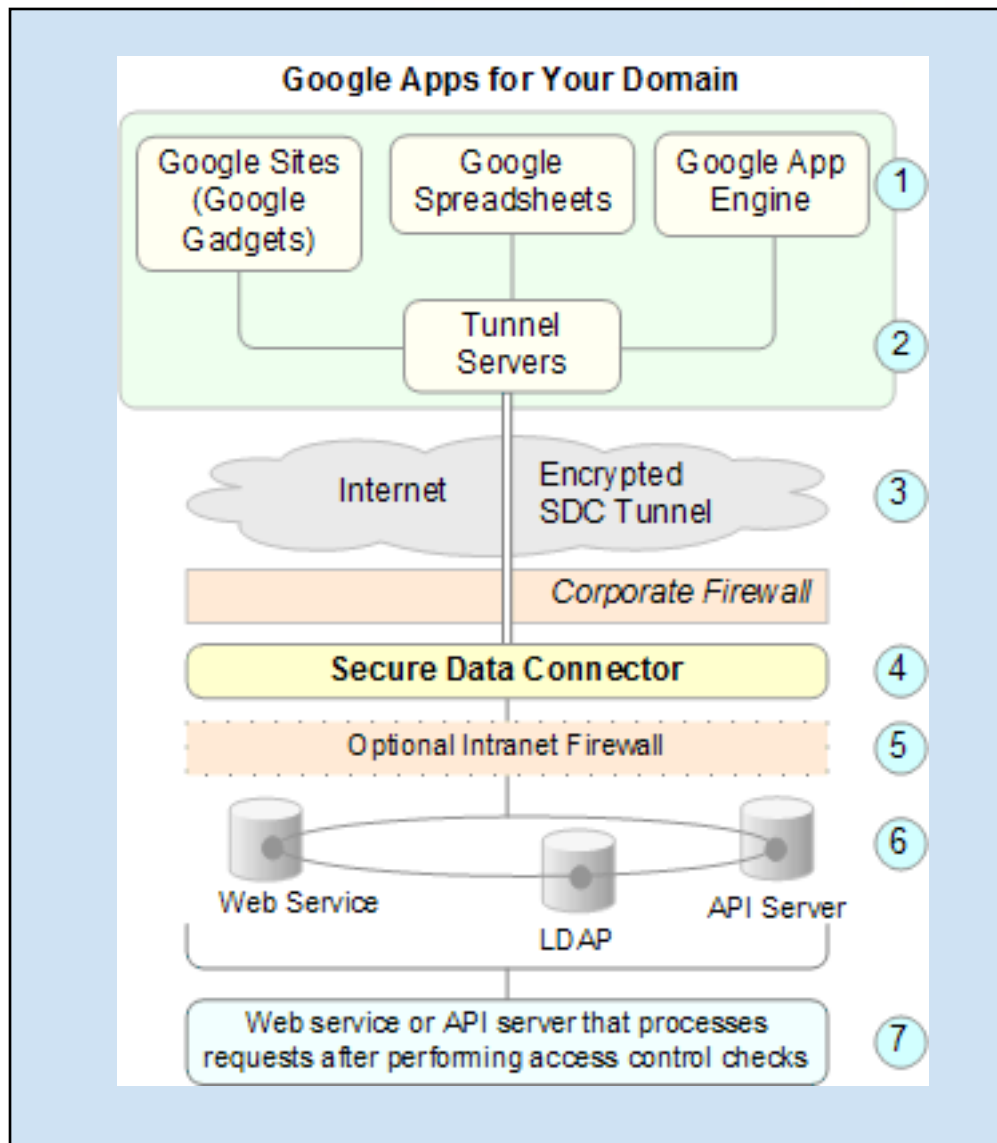 Google Apps for Your Domain
Google Sites
(Google
Gadgets)
Google
Spreadsheets
Google App
Engine
1
Tunnel
Servers
2
Internet
Encrypted
SDC Tunnel
3
Corporate Firewall
Secure Data Connector
4
Optional Intranet Firewall
5
6
Web Service
LDAP
API Server
Web service or API server that processes
requests after performing access control checks
7